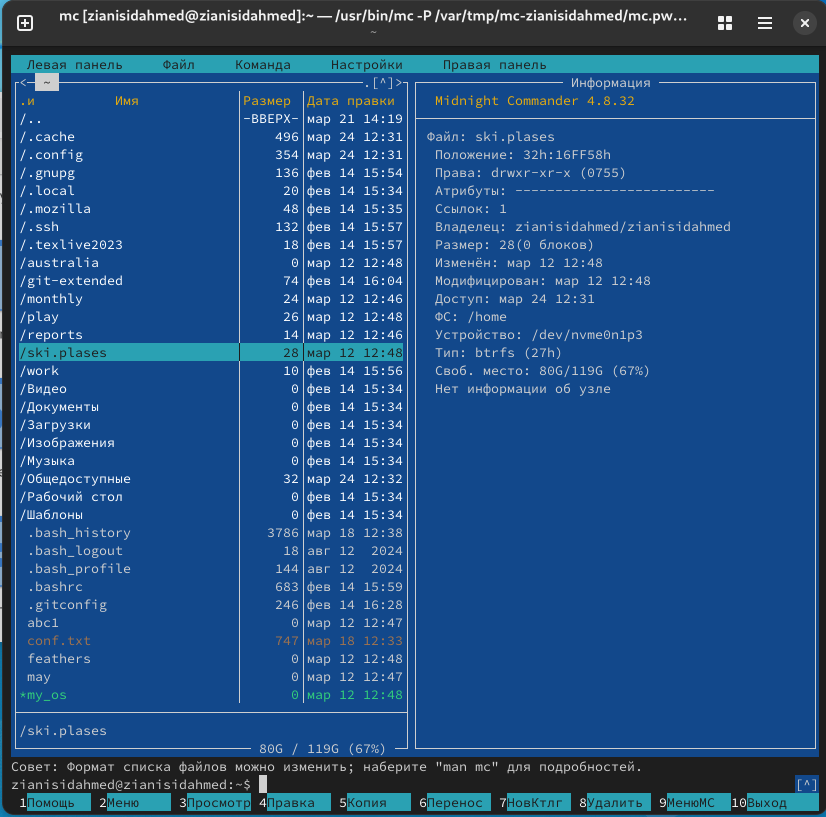 mc [zianisidahmed@zianisidahmed]:~ — /usr/bin/mc -P /var/tmp/mc-zianisidahmed/mc.pw…
~
Левая панель Файл Команда Настройки Правая панель
<─ ~ .[^]>
.и Имя Размер Дата правки
/.. -ВВЕРХ- мар 21 14:19
/.cache 496 мар 24 12:31
/.config 354 мар 24 12:31
/.gnupg 136 фев 14 15:54
/.local 20 фев 14 15:34
/.mozilla 48 фев 14 15:35
/.ssh 132 фев 14 15:57
/.texlive2023 18 фев 14 15:57
/australia 0 мар 12 12:48
/git-extended 74 фев 14 16:04
/monthly 24 мар 12 12:46
/play 26 мар 12 12:48
/reports 14 мар 12 12:46
/ski.plases 28 мар 12 12:48
/work 10 фев 14 15:56
/Видео 0 фев 14 15:34
/Документы 0 фев 14 15:34
/Загрузки 0 фев 14 15:34
/Изображения 0 фев 14 15:34
/Музыка 0 фев 14 15:34
/Общедоступные 32 мар 24 12:32
/Рабочий стол 0 фев 14 15:34
/Шаблоны 0 фев 14 15:34
.bash_history 3786 мар 18 12:38
.bash_logout 18 авг 12 2024
.bash_profile 144 авг 12 2024
.bashrc 683 фев 14 15:59
.gitconfig 246 фев 14 16:28
abc1 0 мар 12 12:47
conf.txt 747 мар 18 12:33
feathers 0 мар 12 12:48
may 0 мар 12 12:47
*my_os 0 мар 12 12:48
/ski.plases
80G / 119G (67%)
Информация
Midnight Commander 4.8.32
Файл: ski.plases
Положение: 32h:16FF58h
Права: drwxr-xr-x (0755)
Атрибуты: -------------------------
Ссылок: 1
Владелец: zianisidahmed/zianisidahmed
Размер: 28(0 блоков)
Изменён: мар 12 12:48
Модифицирован: мар 12 12:48
Доступ: мар 24 12:31
ФС: /home
Устройство: /dev/nvme0n1p3
Тип: btrfs (27h)
Своб. место: 80G/119G (67%)
Нет информации об узле
Совет: Формат списка файлов можно изменить; наберите "man mc" для подробностей.
zianisidahmed@zianisidahmed:~$ [^]
1Помощь 2Меню 3Просмотр 4Правка 5Копия 6Перенос 7НовКтлг 8Удалить 9МенюMC 10Выход